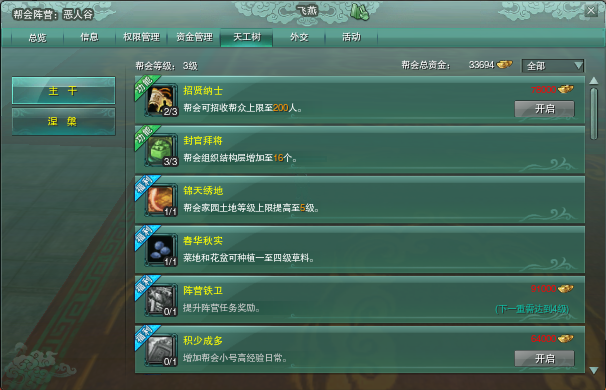 帮会阵营：恶人谷
飞燕
总览 信息 权限管理 资金管理 天工树 外交 活动
帮会等级：3级 帮会总资金： 33694 全部
主干
涅槃
功能
招贤纳士
帮会可招收帮众上限至200人。
2/3
开启
功能
封官拜将
帮会组织结构层增加至16个。
3/3
福利
锦天绣地
帮会家园土地等级上限提高至5级。
1/1
福利
春华秋实
菜地和花盆可种植一至四级草料。
1/1
福利
阵营铁卫
提升阵营任务奖励。
(下一重需达到4级)
0/1
福利
积少成多
增加帮会小号高经验日常。
0/1
开启